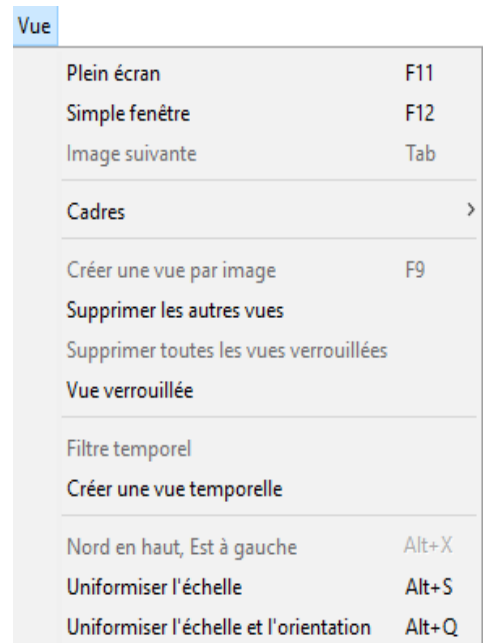 Vue
Plein écran F11
Simple fenêtre F12
Image suivante Tab
Cadres >
Créer une vue par image F9
Supprimer les autres vues
Supprimer toutes les vues verrouillées
Vue verrouillée
Filtre temporel
Créer une vue temporelle
Nord en haut, Est à gauche Alt+X
Uniformiser l'échelle Alt+S
Uniformiser l'échelle et l'orientation Alt+Q